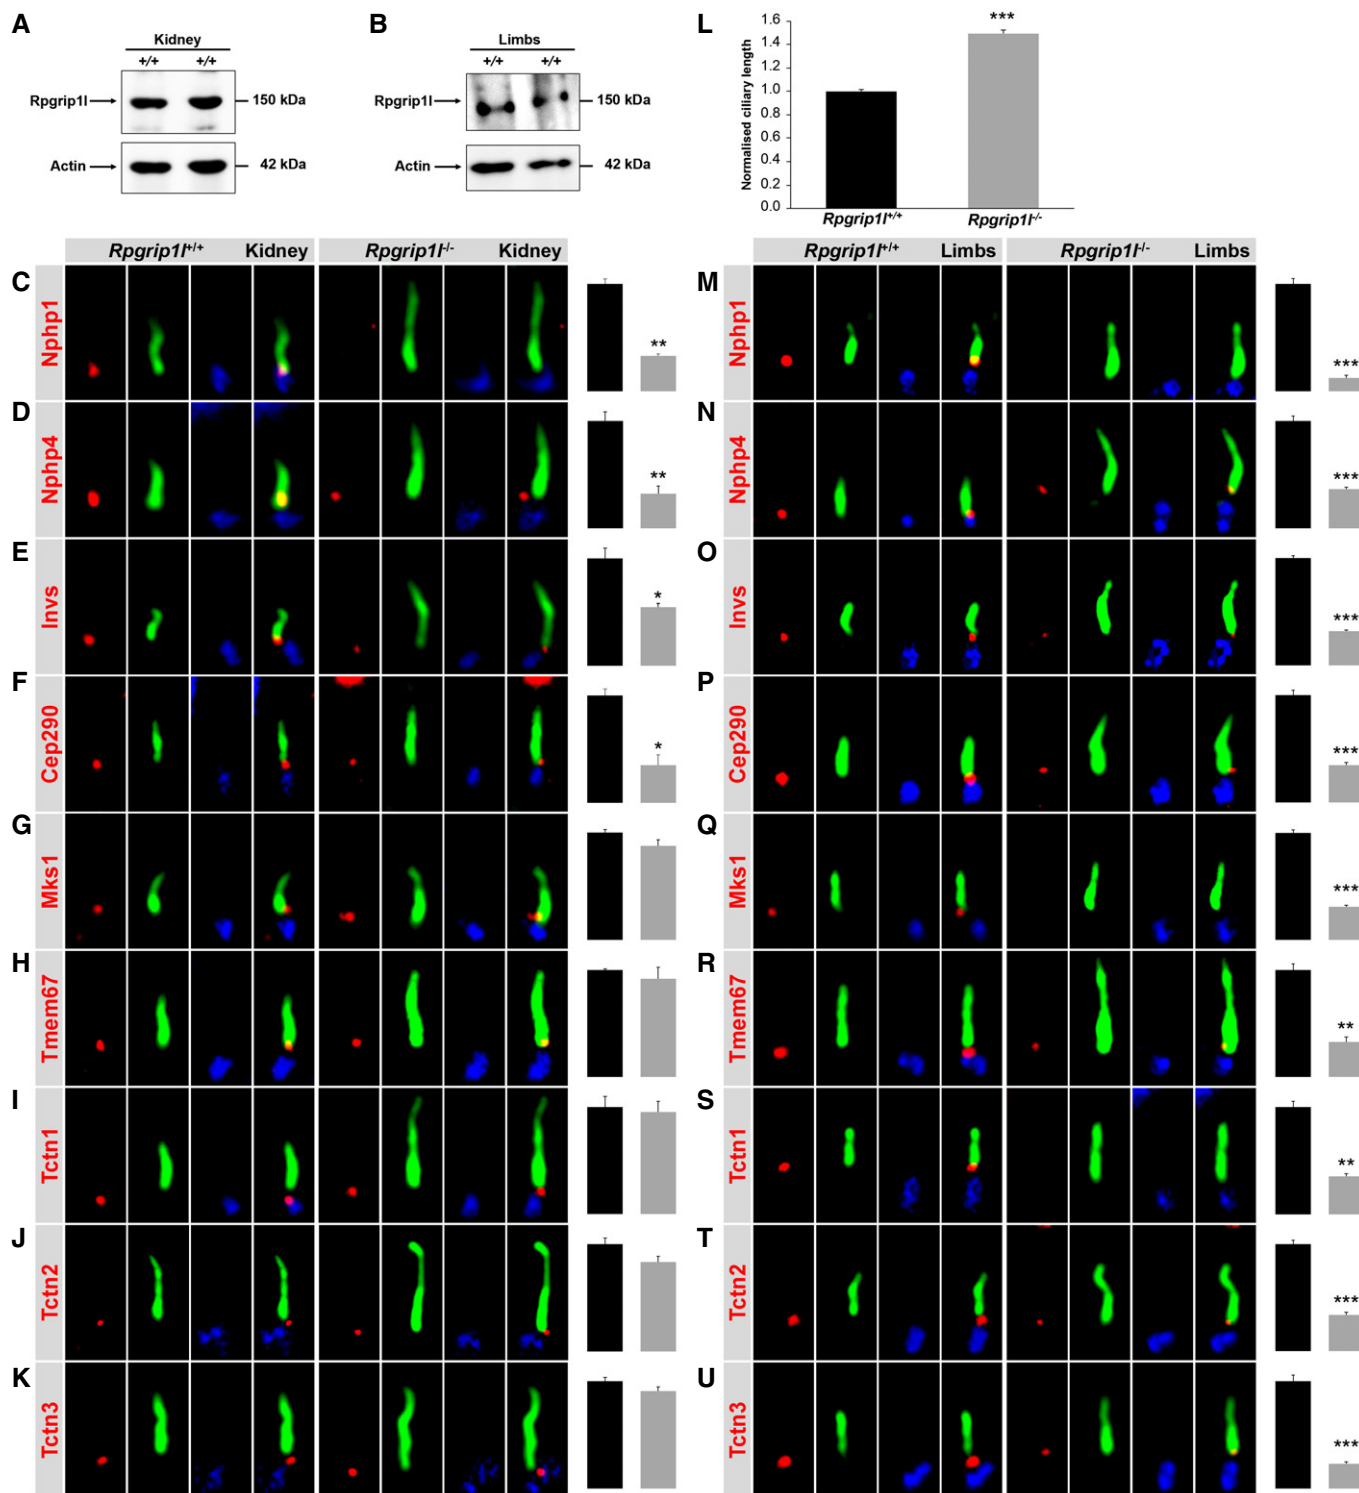 A
Kidney
+/+ +/+
Rpgrip1l
150 kDa
Actin
42 kDa
B
Limbs
+/+ +/+
Rpgrip1l
150 kDa
Actin
42 kDa
L
Normalised ciliary length
1.6
1.4
1.2
1.0
0.8
0.6
0.4
0.2
0.0
***
Rpgrip1l+/+ Rpgrip1l-/-
Rpgrip1l+/+ Kidney Rpgrip1l-/- Kidney
C
Nphp1
**
D
Nphp4
**
E
Invs
*
F
Cep290
*
G
Mks1
H
Tmem67
I
Tctn1
J
Tctn2
K
Tctn3
Rpgrip1l+/+ Limbs Rpgrip1l-/- Limbs
M
Nphp1
***
N
Nphp4
***
O
Invs
***
P
Cep290
***
Q
Mks1
***
R
Tmem67
**
S
Tctn1
**
T
Tctn2
***
U
Tctn3
***